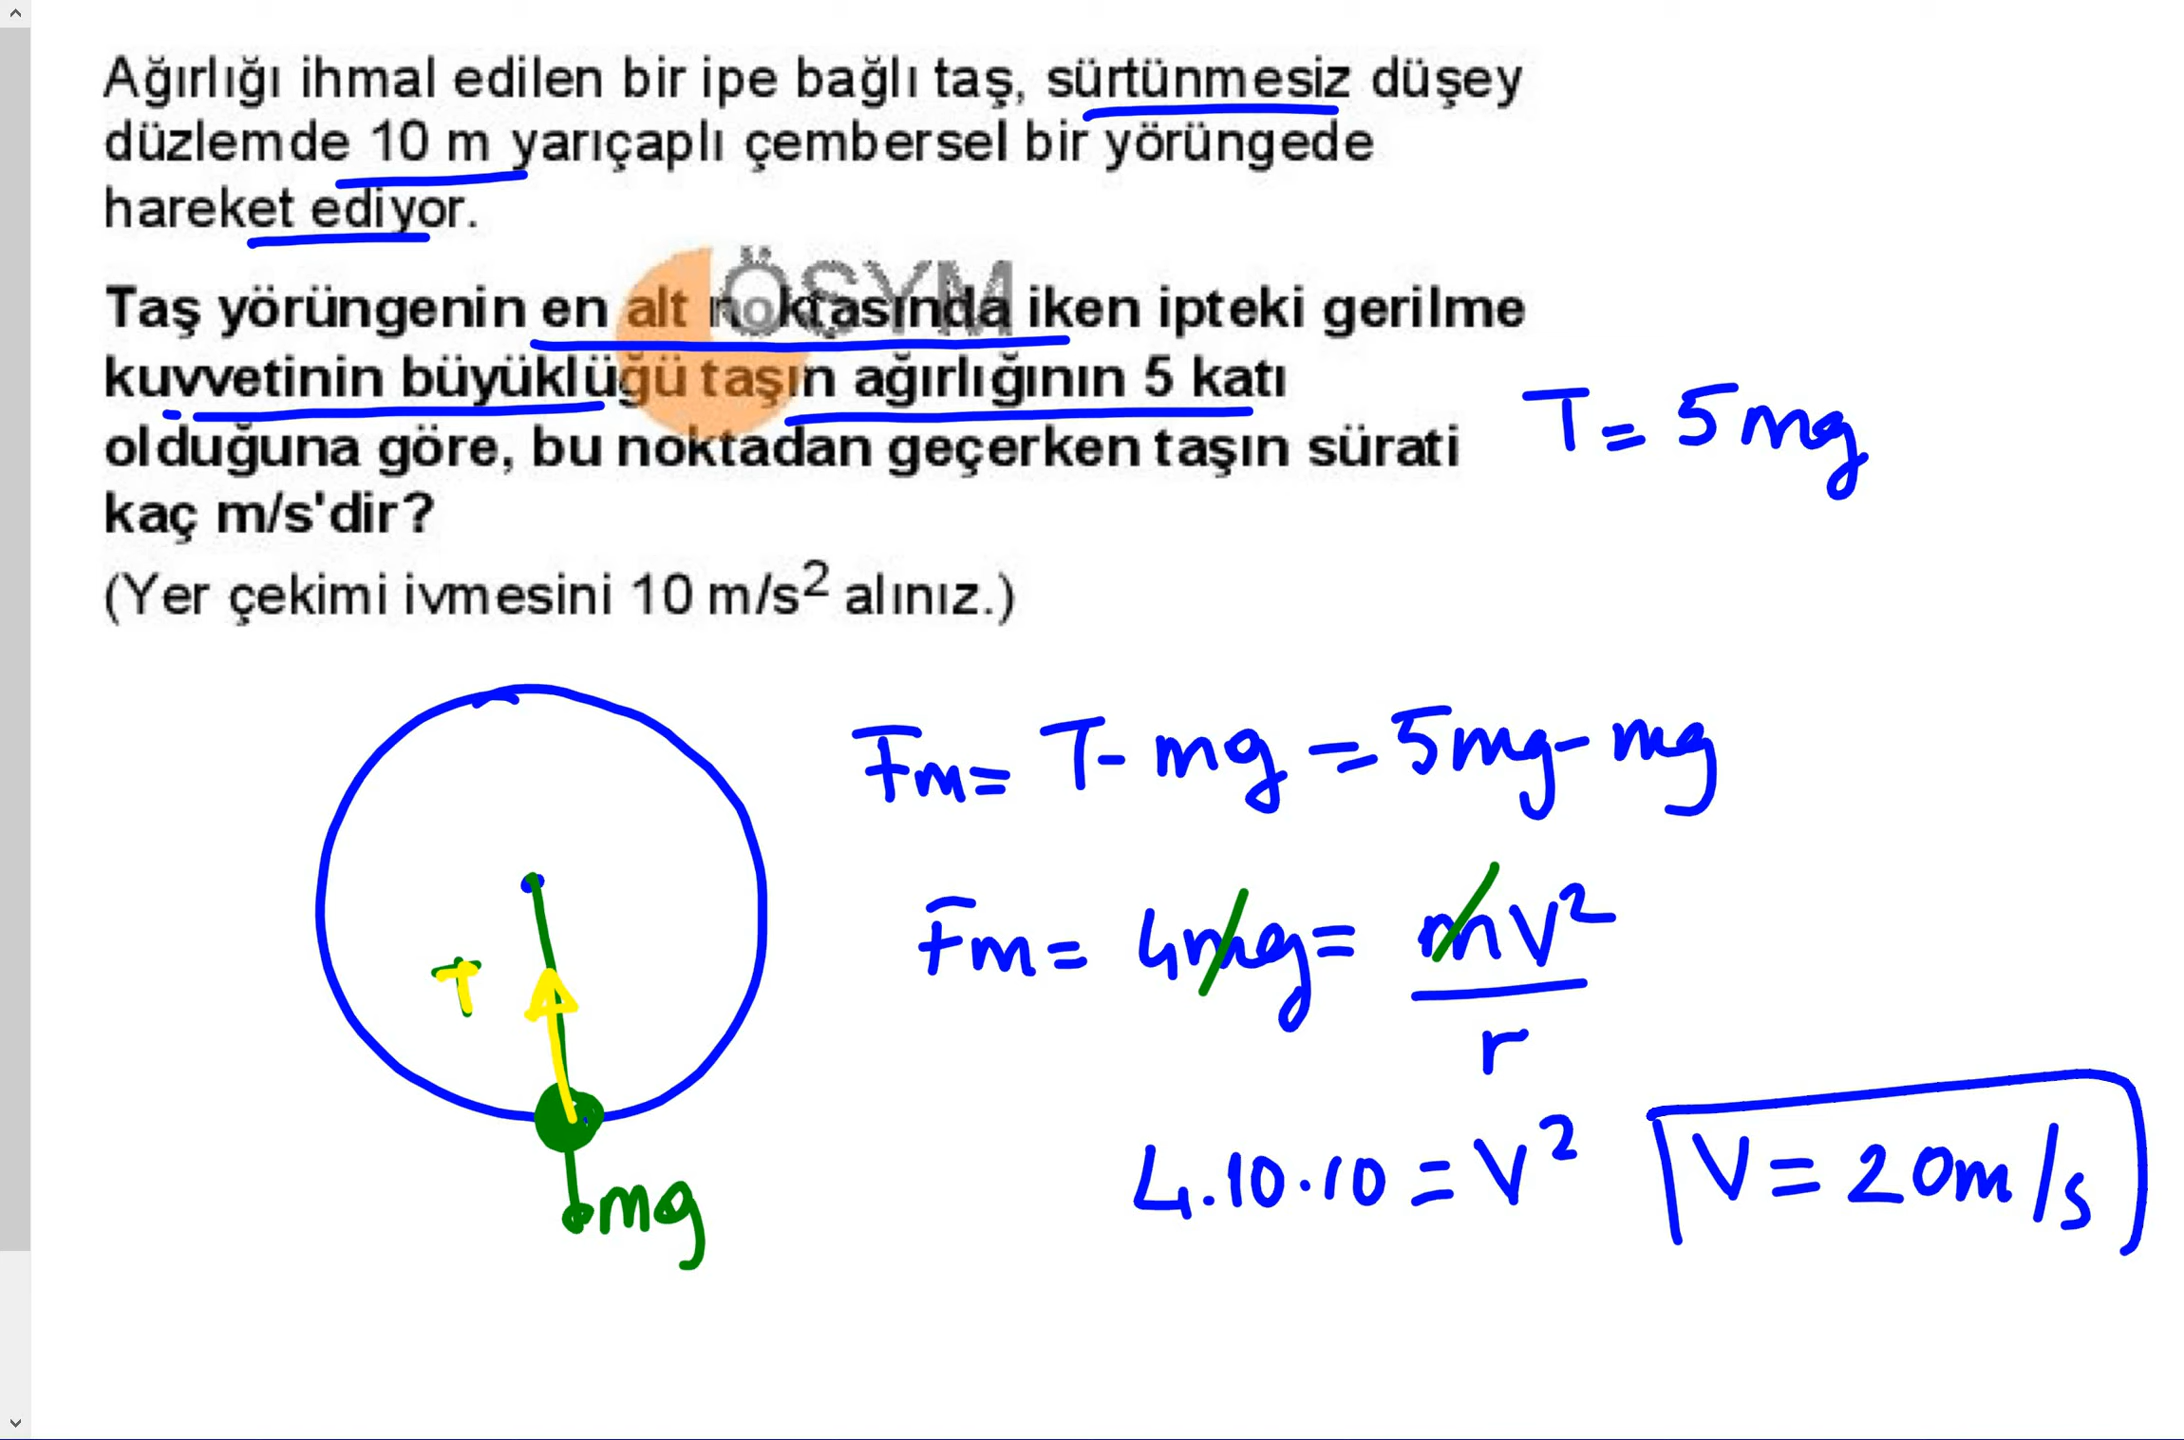 Ağırlığı ihmal edilen bir ipe bağlı taş, sürtünmesiz düşey
düzlemde 10 m yarıçaplı çembersel bir yörüngede
hareket ediyor.
ÖSYM
Taş yörüngenin en alt noktasında iken ipteki gerilme
kuvvetinin büyüklüğü taşın ağırlığının 5 katı
olduğuna göre, bu noktadan geçerken taşın sürati
kaç m/s'dir?
T = 5mg
(Yer çekimi ivmesini 10 m/s² alınız.)
Fm = T - mg = 5mg - mg
Fm = 4mg = mv²
r
T
4.10.10 = V²
V = 20m/s
mg